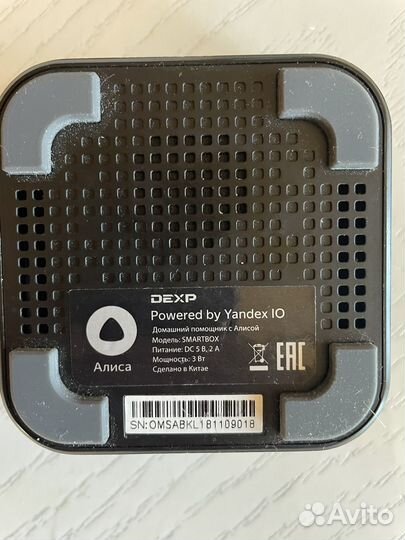 DEXP
Powered by Yandex IO
Домашний помощник с Алисой
Модель: SMARTBOX
Питание: DC 5 В, 2 А
Мощность: 3 Вт
Сделано в Китае
Алиса
EAC
SN:OMSABKL181109018
Avito